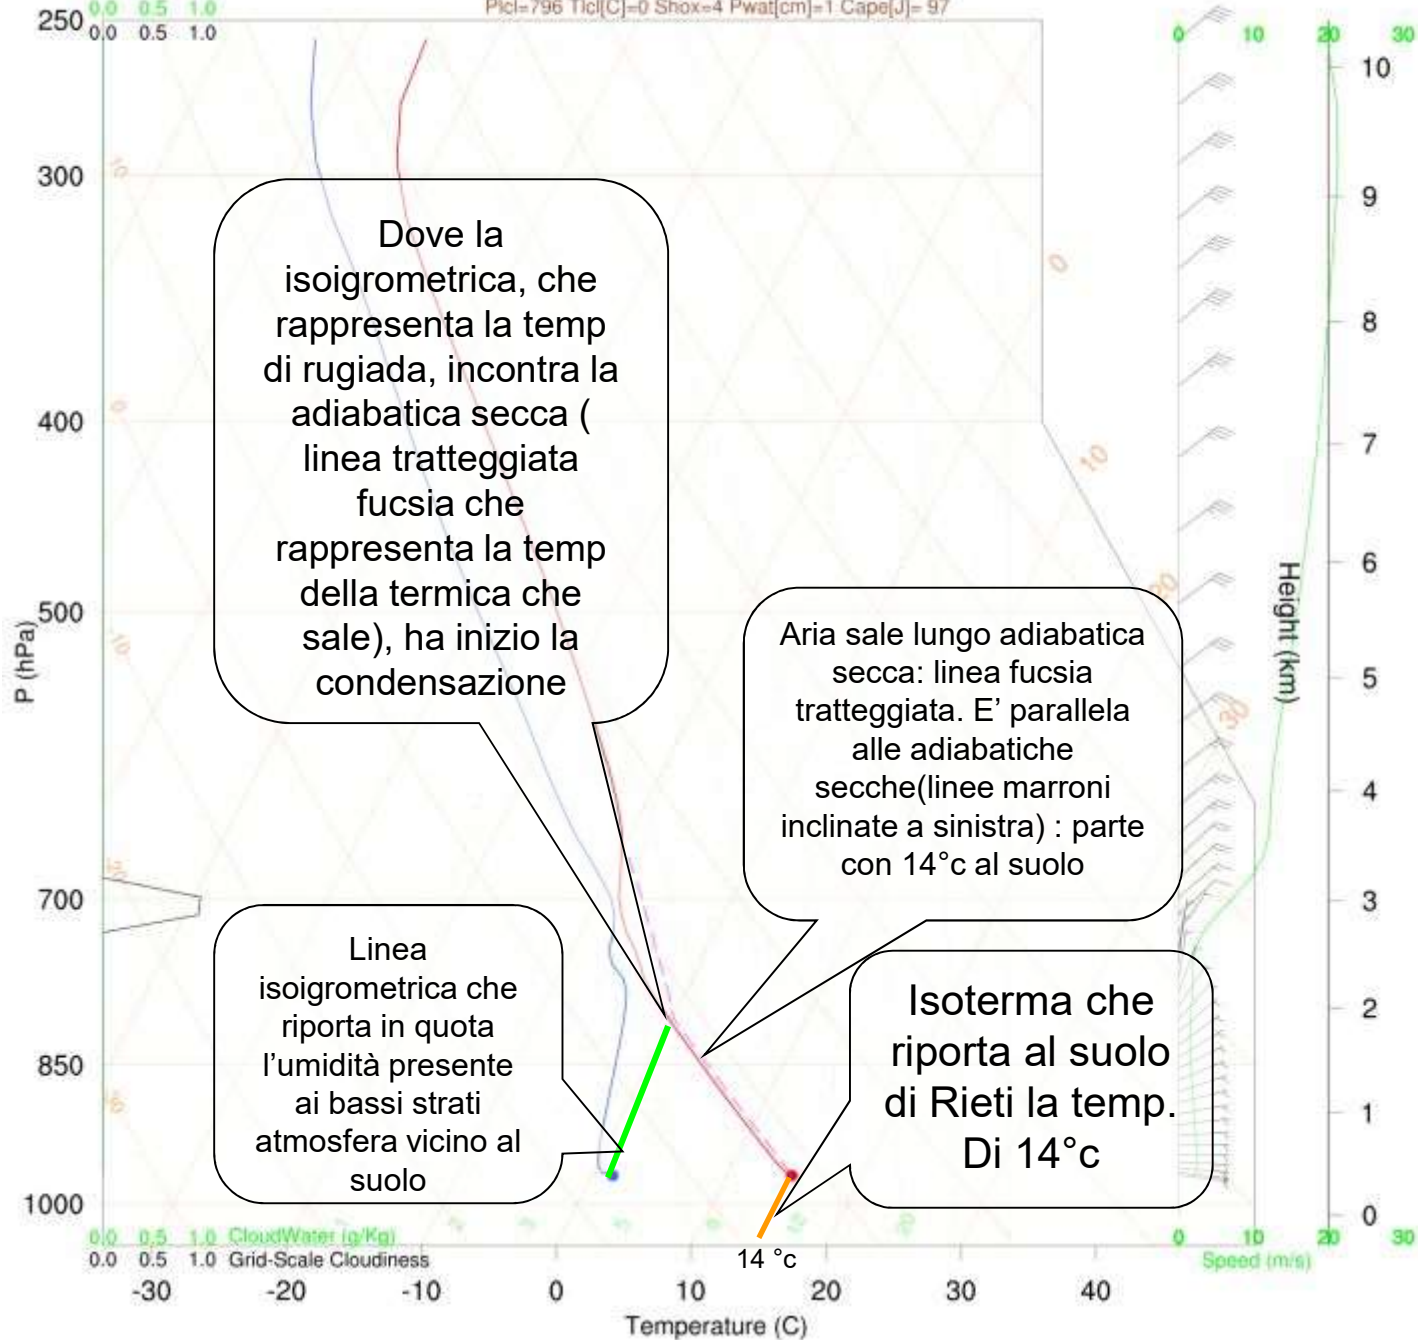 Plcl=796 Tlcl[C]=0 Shox=4 Pwat[cm]=1 Cape[J]= 97
0.0 0.5 1.0
0.0 0.5 1.0
250
300
400
500
700
850
1000
P (hPa)
Dove la
isoigrometrica, che
rappresenta la temp
di rugiada, incontra la
adiabatica secca (
linea tratteggiata
fucsia che
rappresenta la temp
della termica che
sale), ha inizio la
condensazione
Aria sale lungo adiabatica
secca: linea fucsia
tratteggiata. E' parallela
alle adiabatiche
secche(linee marroni
inclinate a sinistra) : parte
con 14°c al suolo
Linea
isoigrometrica che
riporta in quota
l'umidità presente
ai bassi strati
atmosfera vicino al
suolo
Isoterma che
riporta al suolo
di Rieti la temp.
Di 14°c
14 °c
0
10
20
30
0 10 20 30
10
9
8
7
6
5
4
3
2
1
0
Height (km)
0 10 20 30
Speed (m/s)
0.0 0.5 1.0 CloudWater (g/Kg)
0.0 0.5 1.0 Grid-Scale Cloudiness
-30 -20 -10 0 10 20 30 40
Temperature (C)